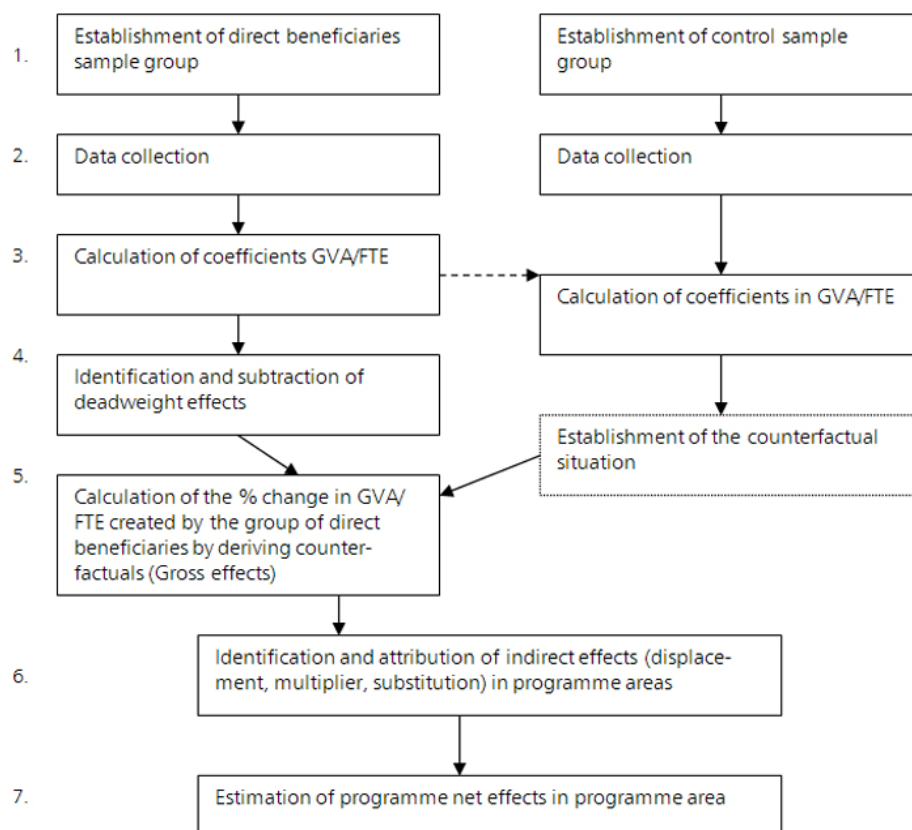 1.
Establishment of direct beneficiaries
sample group
Establishment of control sample
group
2.
Data collection
Data collection
3.
Calculation of coefficients GVA/FTE
Calculation of coefficients in GVA/FTE
4.
Identification and subtraction of
deadweight effects
Establishment of the counterfactual
situation
5.
Calculation of the % change in GVA/
FTE created by the group of direct
beneficiaries by deriving counter-
factuals (Gross effects)
6.
Identification and attribution of indirect effects (displace-
ment, multiplier, substitution) in programme areas
7.
Estimation of programme net effects in programme area